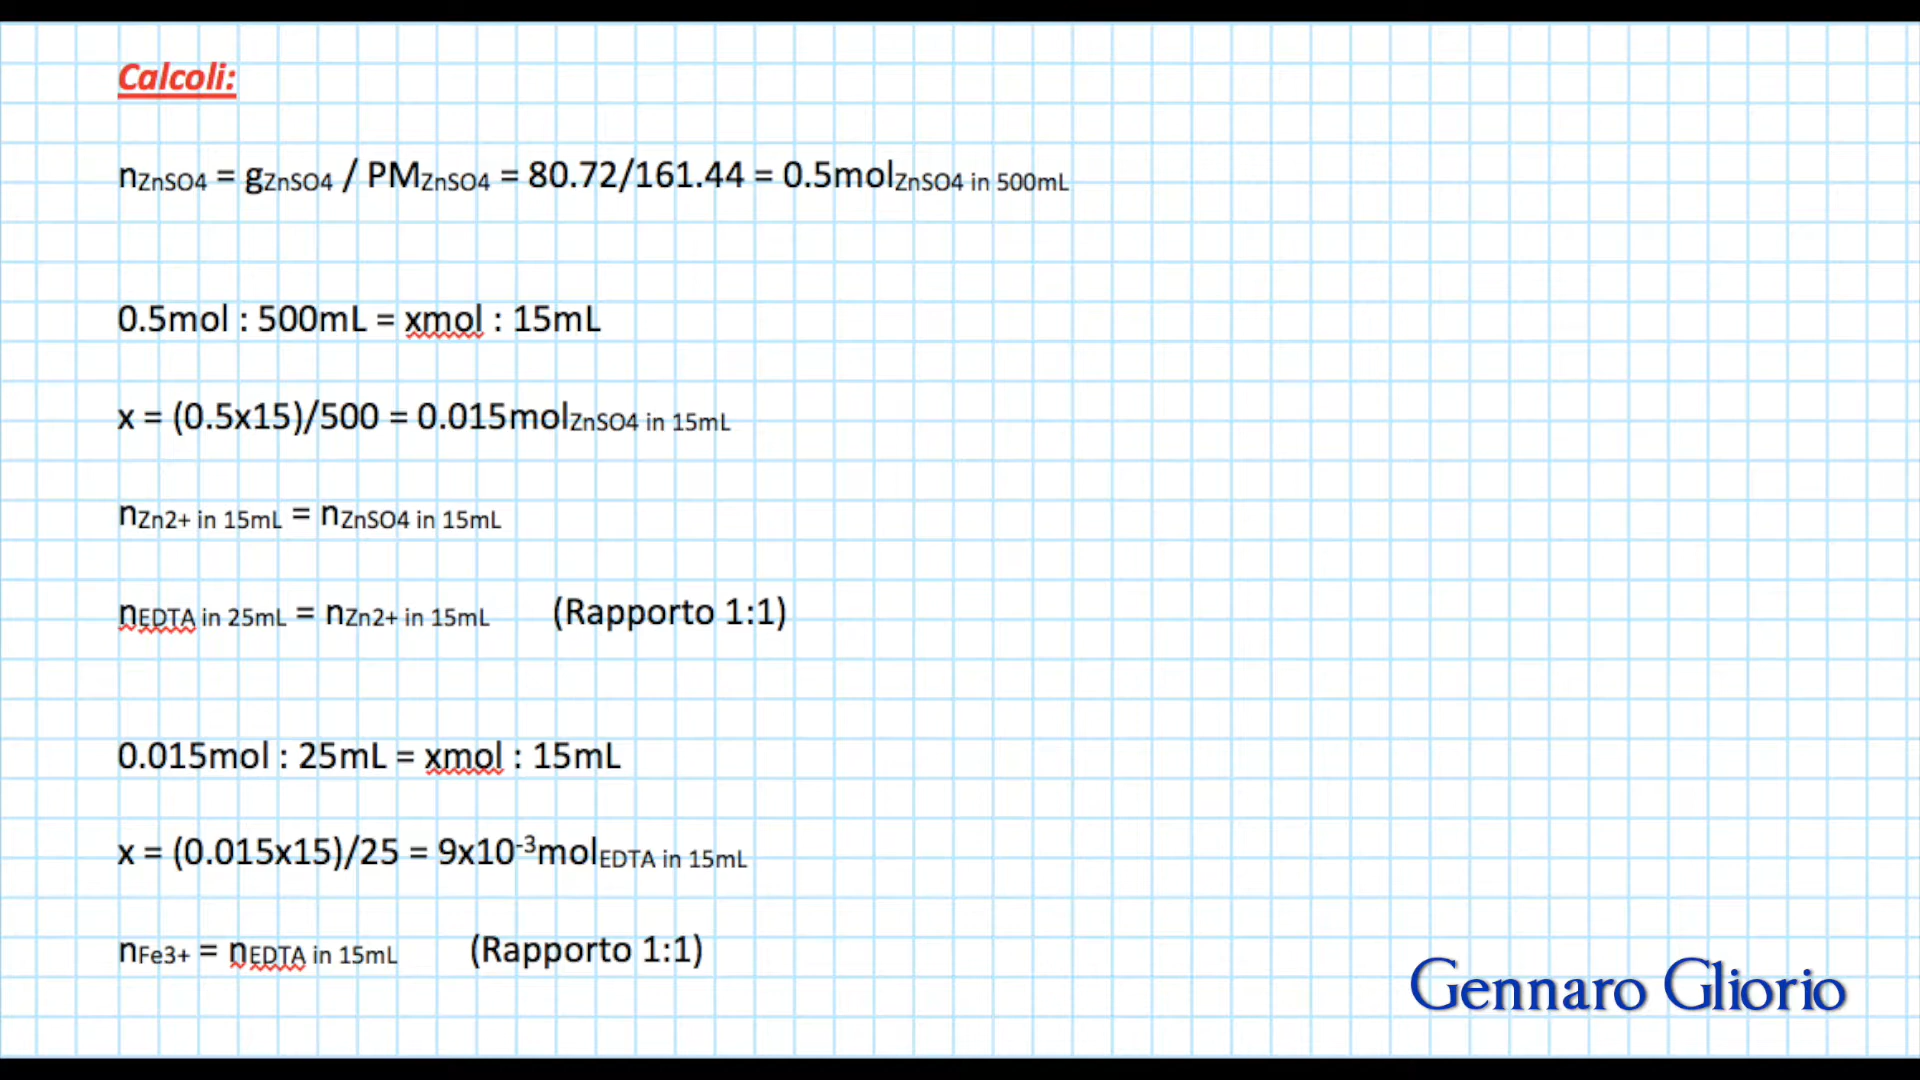 Calcoli:
nZnSO4 = gZnSO4 / PMZnSO4 = 80.72/161.44 = 0.5molZnSO4 in 500mL
0.5mol : 500mL = xmol : 15mL
x = (0.5x15)/500 = 0.015molZnSO4 in 15mL
nZn2+ in 15mL = nZnSO4 in 15mL
nEDTA in 25mL = nZn2+ in 15mL (Rapporto 1:1)
0.015mol : 25mL = xmol : 15mL
x = (0.015x15)/25 = 9x10⁻³molEDTA in 15mL
nFe3+ = nEDTA in 15mL (Rapporto 1:1)
Gennaro Gliorio